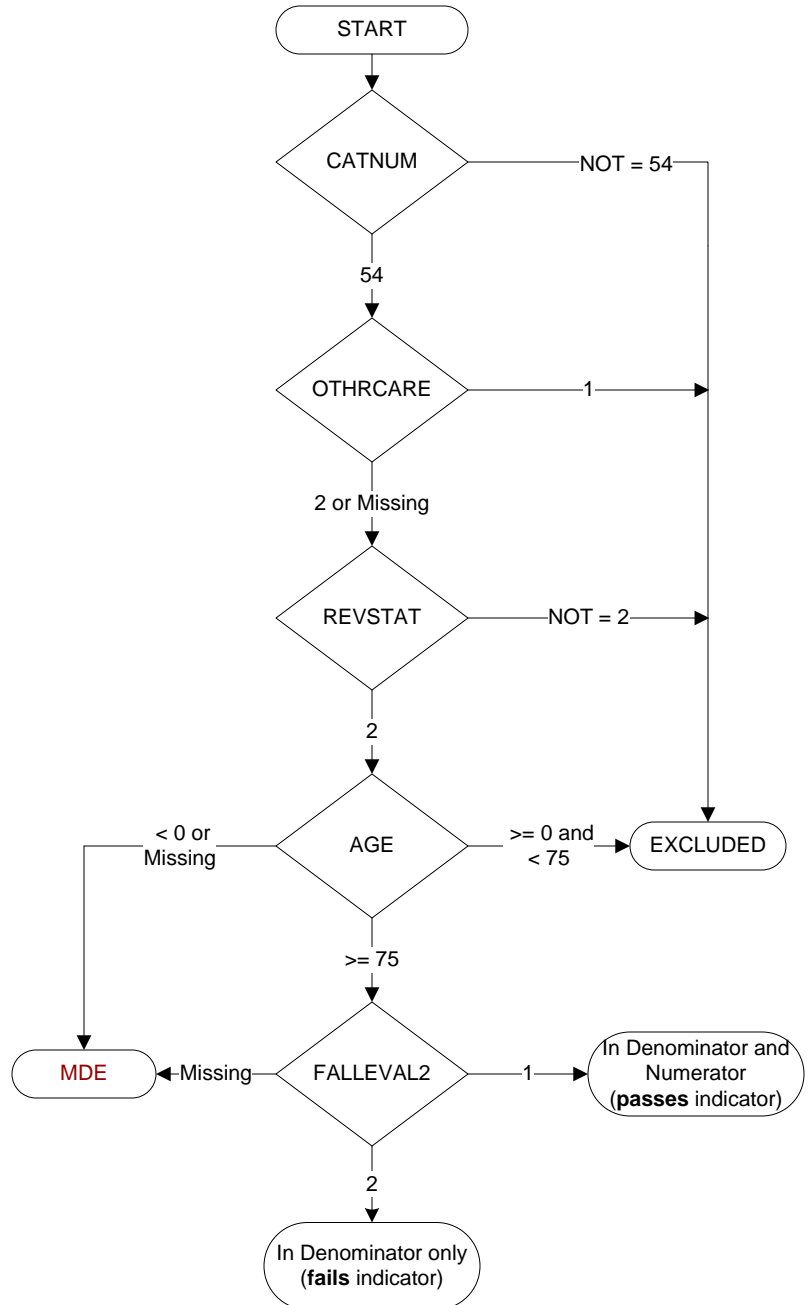 START
CATNUM
NOT = 54
54
OTHRCARE
1
2 or Missing
REVSTAT
NOT = 2
2
< 0 or
Missing
AGE
>= 0 and
< 75
EXCLUDED
>= 75
MDE
Missing
FALLEVAL2
1
In Denominator and
Numerator
(passes indicator)
2
In Denominator only
(fails indicator)